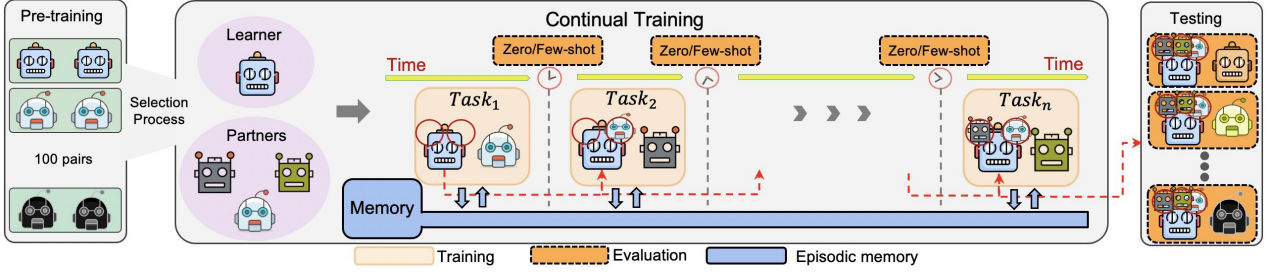 Pre-training
100 pairs
Selection
Process
Continual Training
Learner
Partners
Time
Zero/Few-shot
Zero/Few-shot
Zero/Few-shot
Time
Task₁
Task₂
Taskₙ
Memory
Training
Evaluation
Episodic memory
Testing